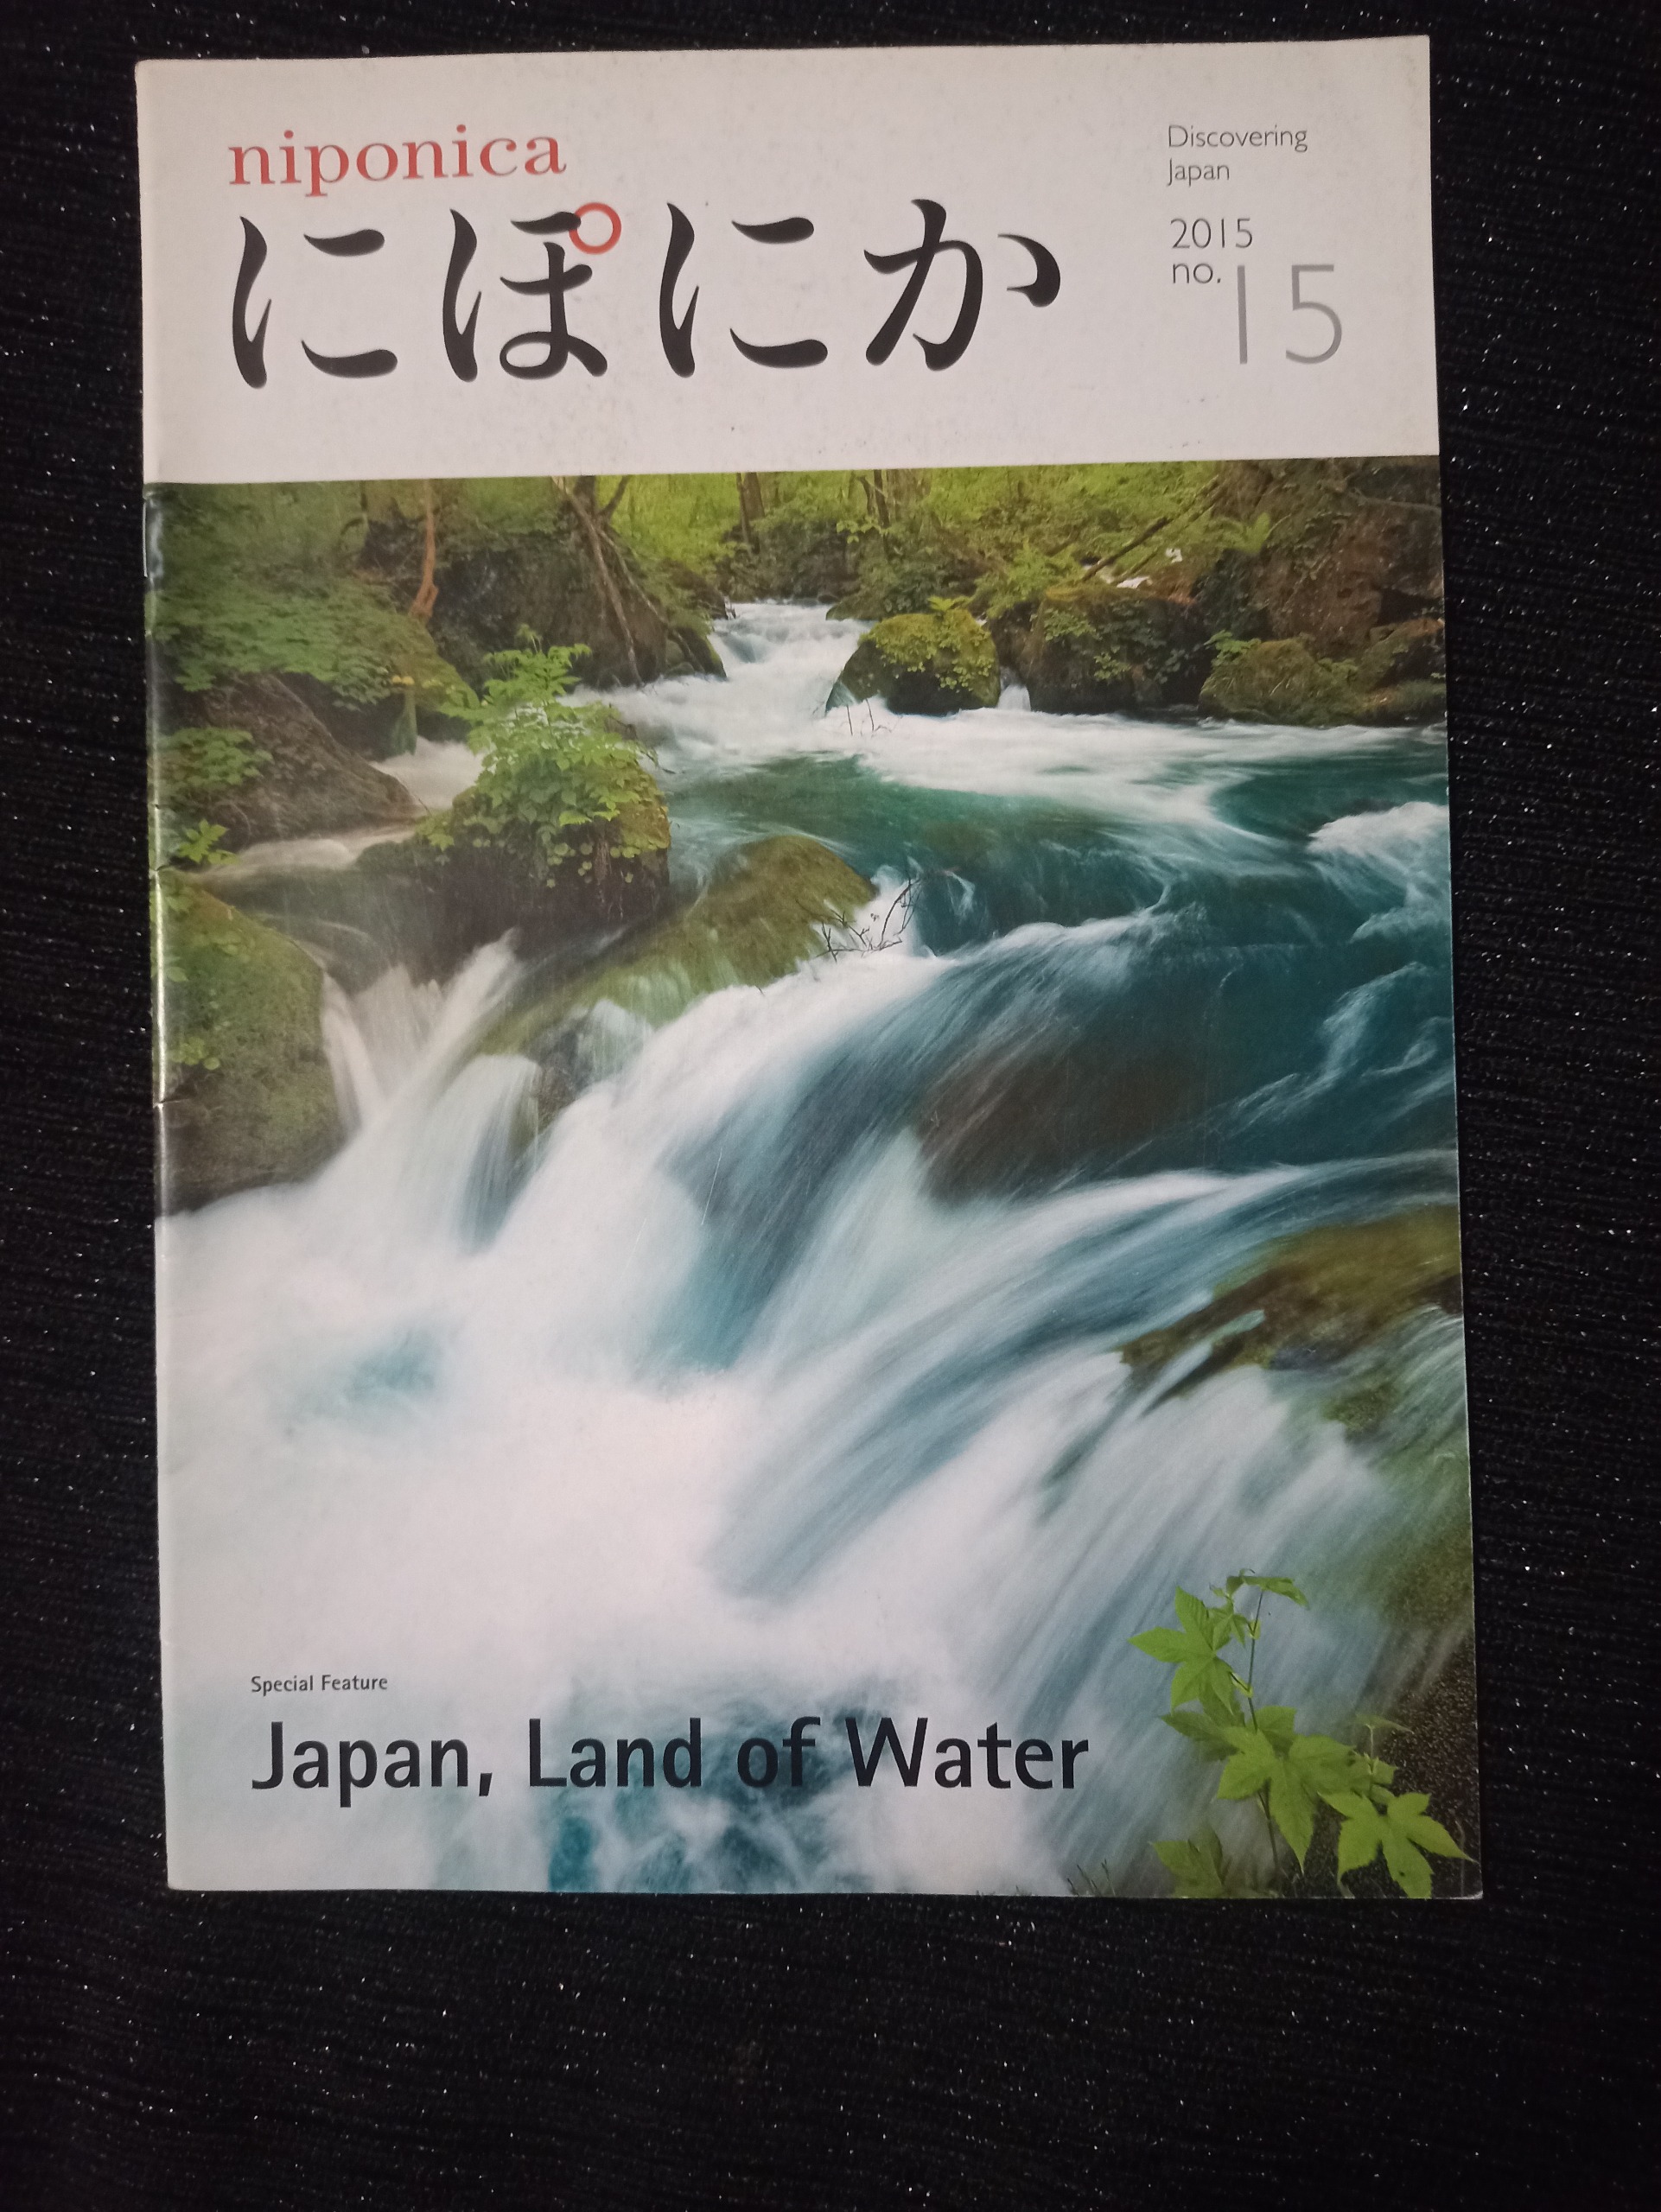 niponica
にぽにか
Discovering
Japan
2015
no. 15
Special Feature
Japan, Land of Water